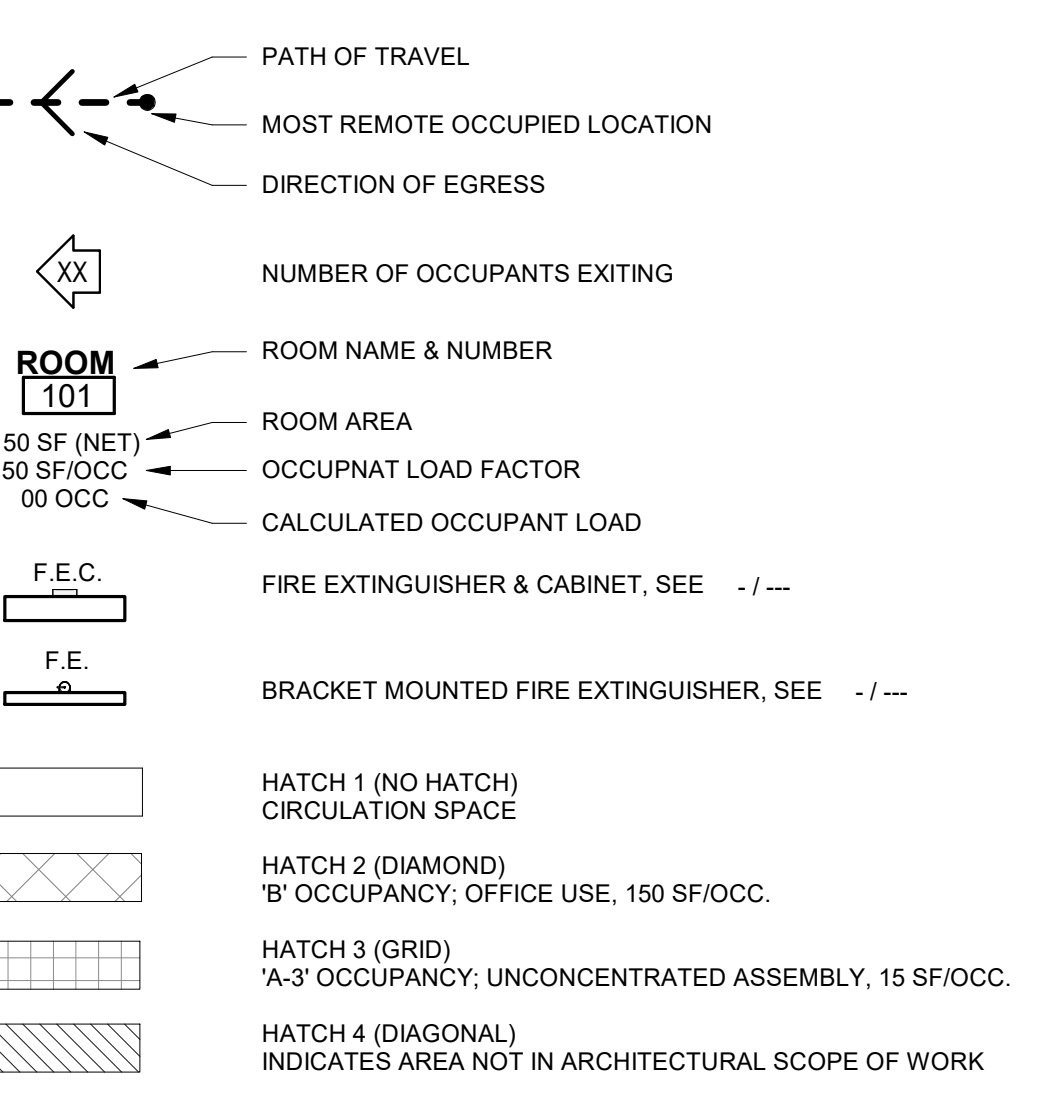 PATH OF TRAVEL
MOST REMOTE OCCUPIED LOCATION
DIRECTION OF EGRESS
XX
NUMBER OF OCCUPANTS EXITING
ROOM
101
ROOM NAME & NUMBER
50 SF (NET)
ROOM AREA
50 SF/OCC
OCCUPNAT LOAD FACTOR
00 OCC
CALCULATED OCCUPANT LOAD
F.E.C.
FIRE EXTINGUISHER & CABINET, SEE - / ---
F.E.
BRACKET MOUNTED FIRE EXTINGUISHER, SEE - / ---
HATCH 1 (NO HATCH)
CIRCULATION SPACE
HATCH 2 (DIAMOND)
'B' OCCUPANCY; OFFICE USE, 150 SF/OCC.
HATCH 3 (GRID)
'A-3' OCCUPANCY; UNCONCENTRATED ASSEMBLY, 15 SF/OCC.
HATCH 4 (DIAGONAL)
INDICATES AREA NOT IN ARCHITECTURAL SCOPE OF WORK